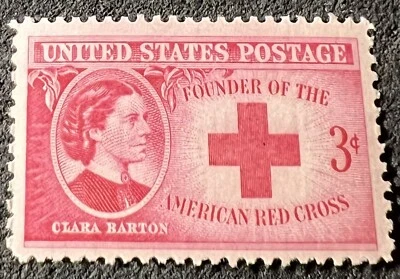 UNITED STATES POSTAGE
FOUNDER OF THE
3¢
AMERICAN RED CROSS
CLARA BARTON